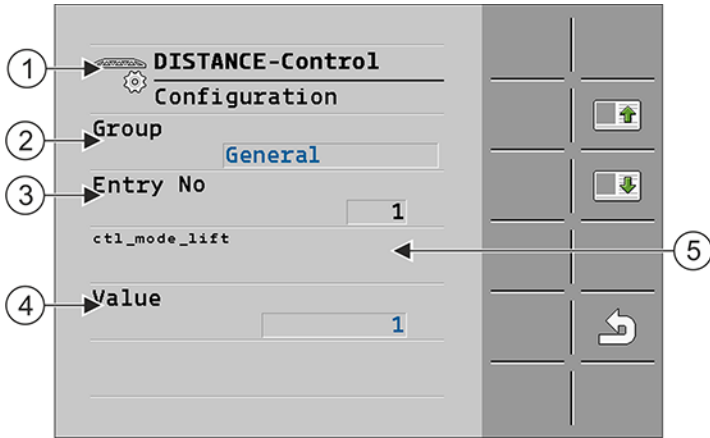 1
DISTANCE-Control
Configuration
2
Group
General
3
Entry No
1
ctl_mode_lift
5
4
Value
1